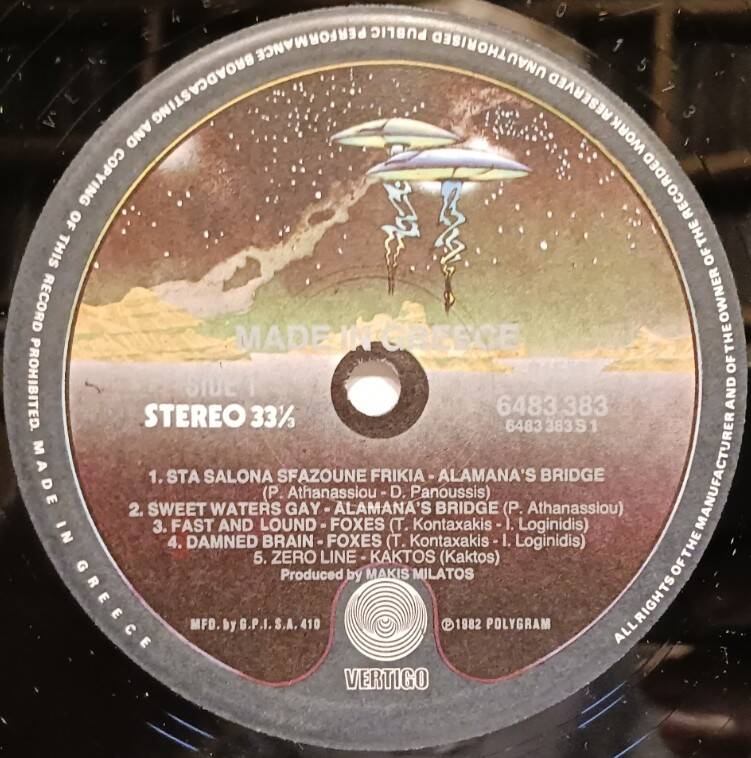 ALL RIGHTS OF THE MANUFACTURER AND OF THE OWNER OF THE RECORDED WORK RESERVED UNAUTHORISED PUBLIC PERFORMANCE BROADCASTING AND COPYING OF THIS RECORD PROHIBITED. MADE IN GREECE
MADE IN GREECE
SIDE 1
STEREO 33⅓
6483 383
6483 383 S 1
1. STA SALONA SFAZOUNE FRIKIA - ALAMANA'S BRIDGE
(P. Athanassiou - D. Panoussis)
2. SWEET WATERS GAY - ALAMANA'S BRIDGE (P. Athanassiou)
3. FAST AND LOUND - FOXES (T. Kontaxakis - I. Loginidis)
4. DAMNED BRAIN - FOXES (T. Kontaxakis - I. Loginidis)
5. ZERO LINE - KAKTOS (Kaktos)
Produced by MAKIS MILATOS
MFD. by G.P.I. S.A. 410
℗1982 POLYGRAM
VERTIGO